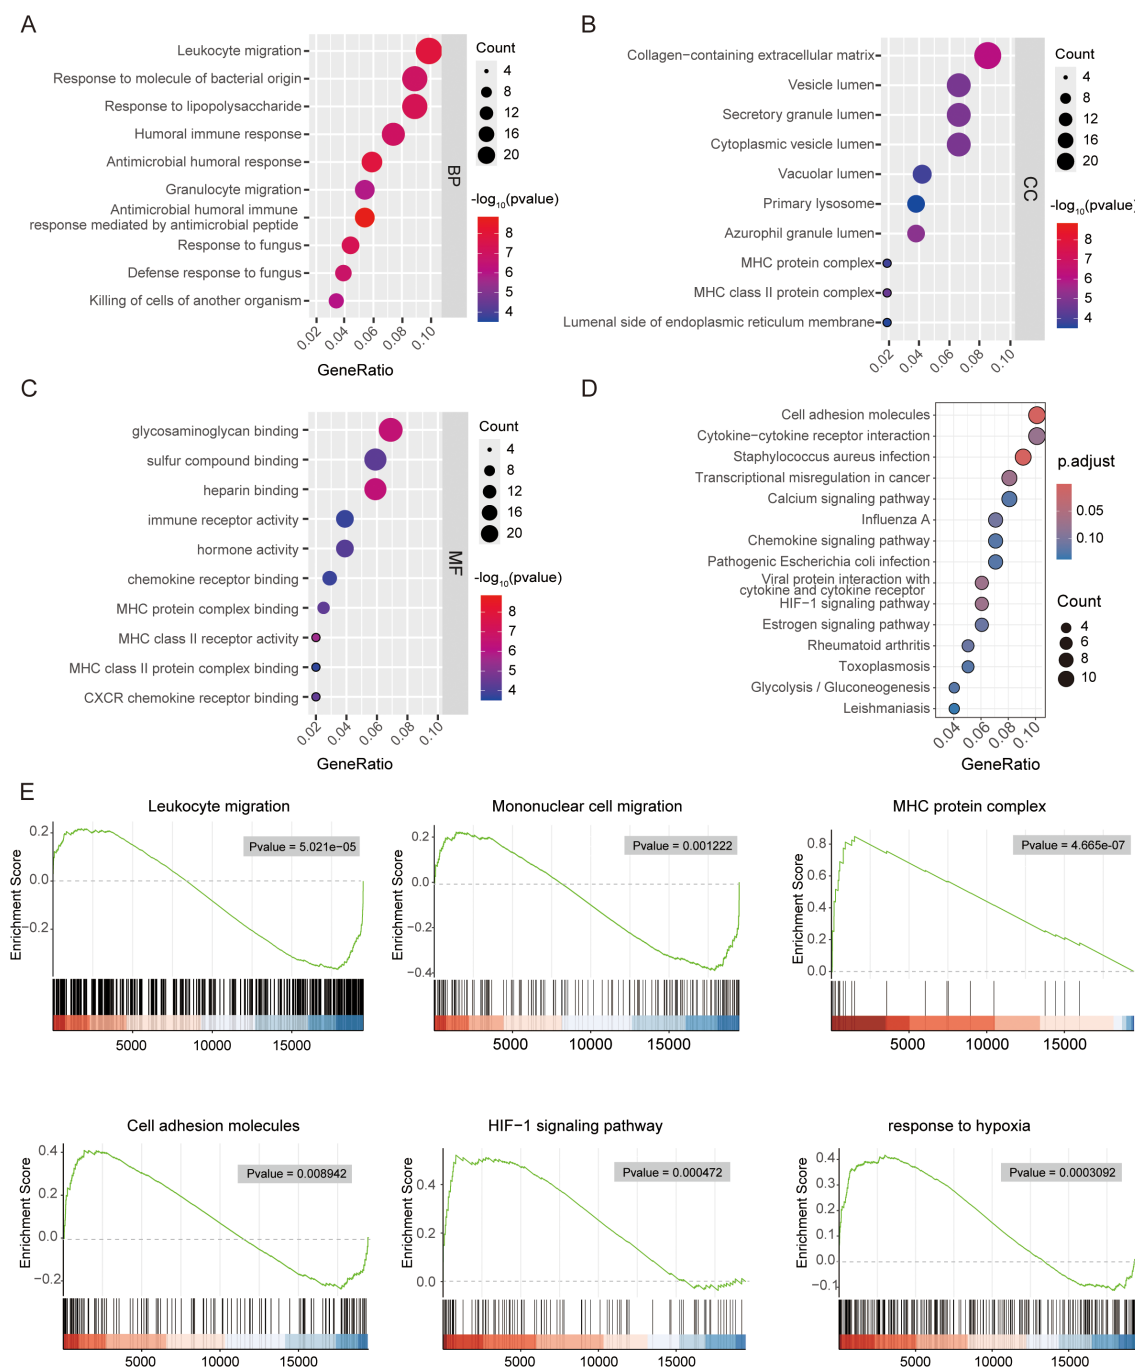 A
Leukocyte migration
Response to molecule of bacterial origin
Response to lipopolysaccharide
Humoral immune response
Antimicrobial humoral response
Granulocyte migration
Antimicrobial humoral immune
response mediated by antimicrobial peptide
Response to fungus
Defense response to fungus
Killing of cells of another organism
0.02
0.04
0.06
0.08
0.10
GeneRatio
BP
Count
4
8
12
16
20
-log10(pvalue)
8
7
6
5
4
B
Collagen-containing extracellular matrix
Vesicle lumen
Secretory granule lumen
Cytoplasmic vesicle lumen
Vacuolar lumen
Primary lysosome
Azurophil granule lumen
MHC protein complex
MHC class II protein complex
Lumenal side of endoplasmic reticulum membrane
0.02
0.04
0.06
0.08
0.10
GeneRatio
CC
Count
4
8
12
16
20
-log10(pvalue)
8
7
6
5
4
C
glycosaminoglycan binding
sulfur compound binding
heparin binding
immune receptor activity
hormone activity
chemokine receptor binding
MHC protein complex binding
MHC class II receptor activity
MHC class II protein complex binding
CXCR chemokine receptor binding
0.02
0.04
0.06
0.08
0.10
GeneRatio
MF
Count
4
8
12
16
20
-log10(pvalue)
8
7
6
5
4
D
Cell adhesion molecules
Cytokine−cytokine receptor interaction
Staphylococcus aureus infection
Transcriptional misregulation in cancer
Calcium signaling pathway
Influenza A
Chemokine signaling pathway
Pathogenic Escherichia coli infection
Viral protein interaction with
cytokine and cytokine receptor
HIF−1 signaling pathway
Estrogen signaling pathway
Rheumatoid arthritis
Toxoplasmosis
Glycolysis / Gluconeogenesis
Leishmaniasis
0.04
0.06
0.08
0.10
GeneRatio
p.adjust
0.05
0.10
Count
4
6
8
10
E
Leukocyte migration
Enrichment Score
0.2
0.0
−0.2
Pvalue = 5.021e−05
5000
10000
15000
Mononuclear cell migration
Enrichment Score
0.2
0.0
−0.2
−0.4
Pvalue = 0.001222
5000
10000
15000
MHC protein complex
Enrichment Score
0.8
0.6
0.4
0.2
0.0
Pvalue = 4.665e-07
5000
10000
15000
Cell adhesion molecules
Enrichment Score
0.4
0.2
0.0
−0.2
Pvalue = 0.008942
5000
10000
15000
HIF−1 signaling pathway
Enrichment Score
0.4
0.2
0.0
Pvalue = 0.000472
5000
10000
15000
response to hypoxia
Enrichment Score
0.4
0.3
0.2
0.1
0.0
−0.1
Pvalue = 0.0003092
5000
10000
15000